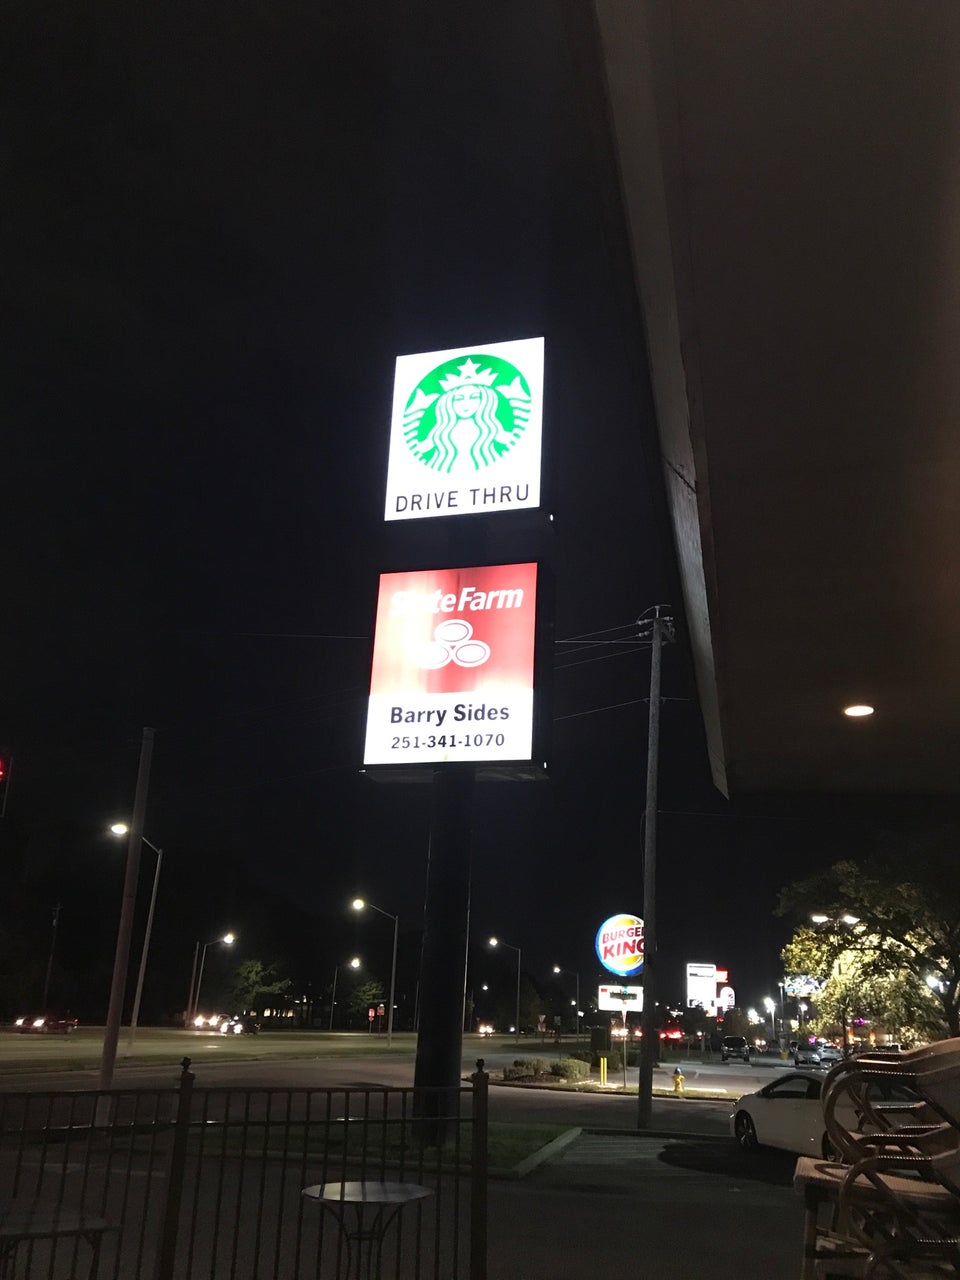 DRIVE THRU
State Farm
Barry Sides
251-341-1070
BURGER
KING